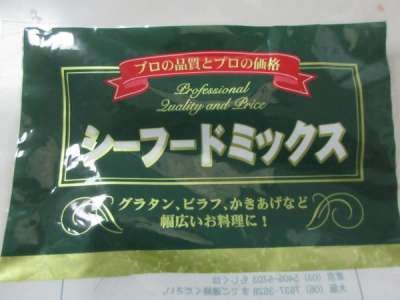 プロの品質とプロの価格
Professional
Quality and Price
シーフードミックス
グラタン、ピラフ、かきあげなど
幅広いお料理に!